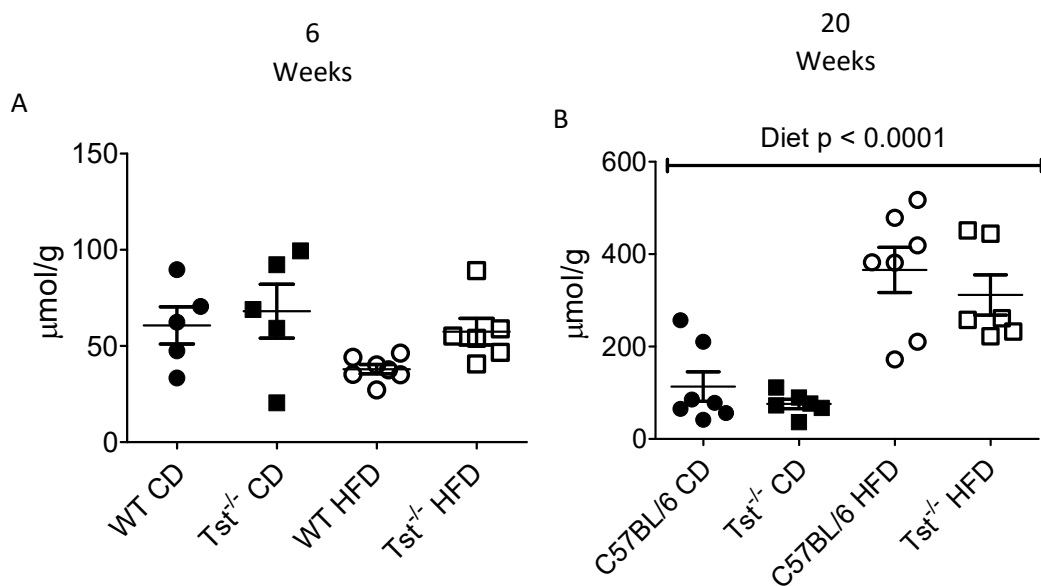 6
Weeks
20
Weeks
A
B
Diet p < 0.0001
150
100
50
0
μmol/g
WT CD
Tst-/- CD
WT HFD
Tst-/- HFD
600
400
200
0
μmol/g
C57BL/6 CD
Tst-/- CD
C57BL/6 HFD
Tst-/- HFD